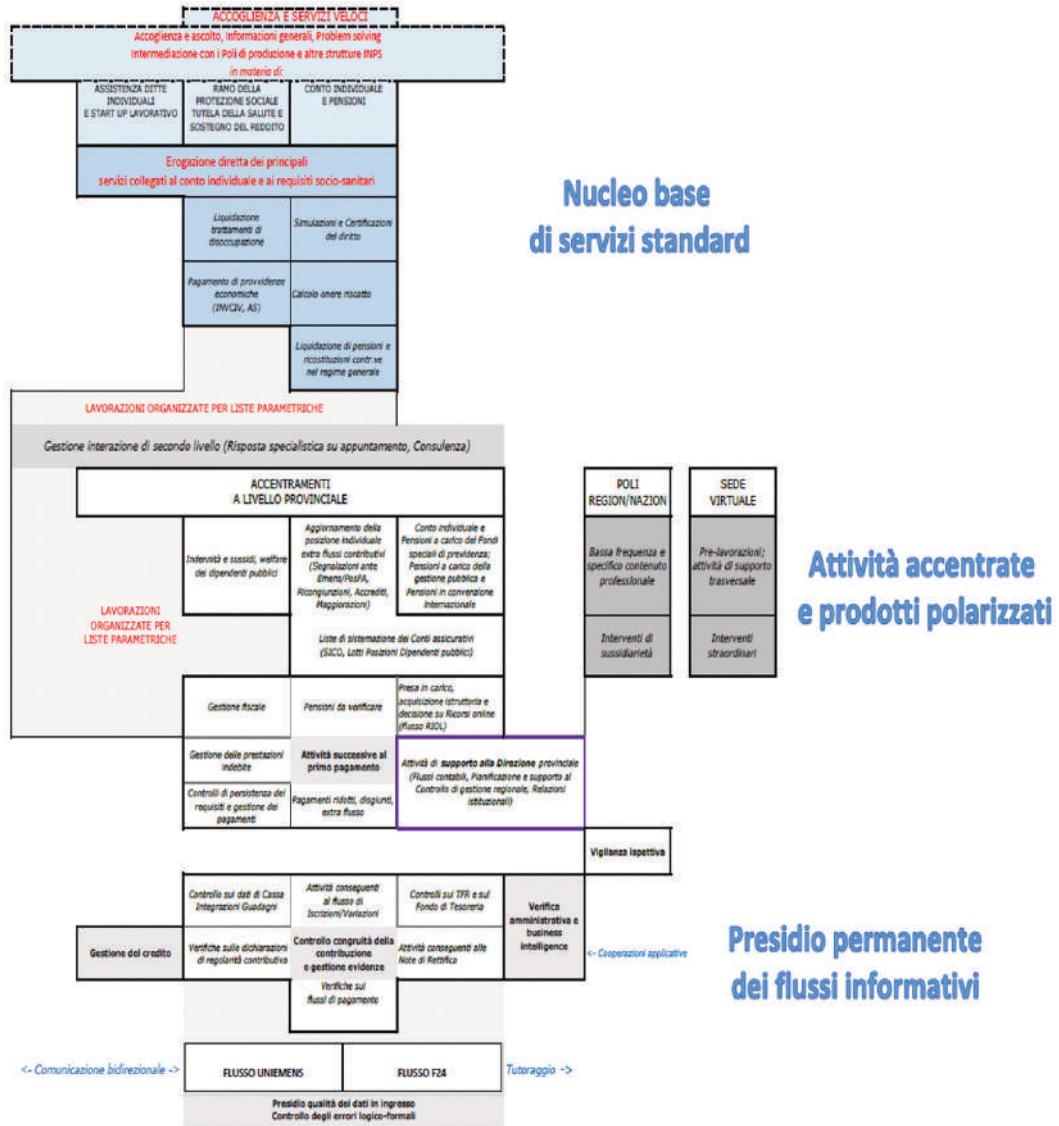 ACCOGLIENZA E SERVIZI VELOCI
Accoglienza e ascolto, Informazioni generali, Problem solving
Intermediazione con i Poli di produzione e altre strutture INPS
in materia di:
ASSISTENZA DITTE
INDIVIDUALI
E START UP LAVORATIVO
RAMO DELLA
PROTEZIONE SOCIALE
TUTELA DELLA SALUTE E
SOSTEGNO DEL REDDITO
CONTO INDIVIDUALE
E PENSIONI
Erogazione diretta dei principali
servizi collegati al conto individuale e ai requisiti socio-sanitari
Liquidazione
trattamenti di
disoccupazione
Simulazioni e Certificazioni
del diritto
Pagamento di provvidenze
economiche
(INVCIV, AS)
Calcolo onere riscatto
Liquidazione di pensioni e
ricostituzioni contr.ve
nel regime generale
Nucleo base
di servizi standard
LAVORAZIONI ORGANIZZATE PER LISTE PARAMETRICHE
Gestione interazione di secondo livello (Risposta specialistica su appuntamento, Consulenza)
ACCENTRAMENTI
A LIVELLO PROVINCIALE
POLI
REGION/NAZION
SEDE
VIRTUALE
Indennità e sussidi, welfare
dei dipendenti pubblici
Aggiornamento della
posizione individuale
extra flussi contributivi
(Segnalazioni ante
Emens/PosPA,
Ricongiunzioni, Accrediti,
Maggiorazioni)
Conto individuale e
Pensioni a carico dei Fondi
speciali di previdenza;
Pensioni a carico della
gestione pubblica e
Pensioni in convenzione
Internazionale
Bassa frequenza e
specifico contenuto
professionale
Pre-lavorazioni;
attività di supporto
trasversale
Attività accentrate
e prodotti polarizzati
LAVORAZIONI
ORGANIZZATE PER
LISTE PARAMETRICHE
Liste di sistemazione dei Conti assicurativi
(SICO, Lotti Posizioni Dipendenti pubblici)
Interventi di
sussidiarietà
Interventi
straordinari
Gestione fiscale
Pensioni da verificare
Presa in carico,
acquisizione istruttoria e
decisione su Ricorsi online
(flusso RIOL)
Gestione delle prestazioni
indebite
Attività successive al
primo pagamento
Attività di supporto alla Direzione provinciale
(Flussi contabili, Pianificazione e supporto al
Controllo di gestione regionale, Relazioni
istituzionali)
Controlli di persistenza dei
requisiti e gestione dei
pagamenti
Pagamenti ridotti, disgiunti,
extra flusso
Vigilanza ispettiva
Controllo sui dati di Cassa
Integrazioni Guadagni
Attività conseguenti
al flusso di
Iscrizioni/Variazioni
Controlli sui TFR e sul
Fondo di Tesoreria
Verifica
amministrativa e
business
intelligence
Gestione del credito
Verifiche sulle dichiarazioni
di regolarità contributiva
Controllo congruità della
contribuzione
e gestione evidenze
Attività conseguenti alle
Note di Rettifica
<- Cooperazioni applicative
Verifiche sui
flussi di pagamento
Presidio permanente
dei flussi informativi
<- Comunicazione bidirezionale ->
FLUSSO UNIEMENS
FLUSSO F24
Tutoraggio ->
Presidio qualità dei dati in ingresso
Controllo degli errori logico-formali